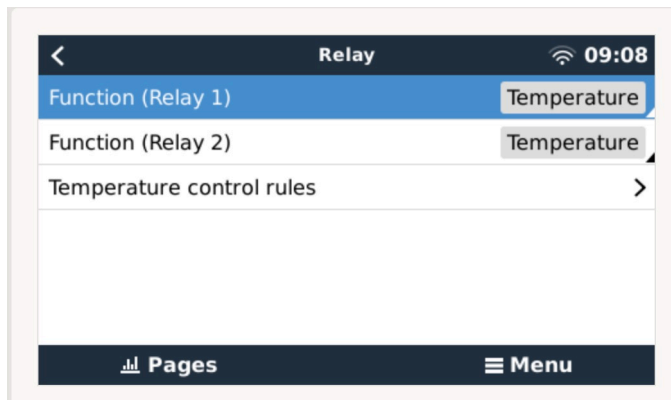 Relay 09:08
Function (Relay 1) Temperature
Function (Relay 2) Temperature
Temperature control rules
Pages Menu